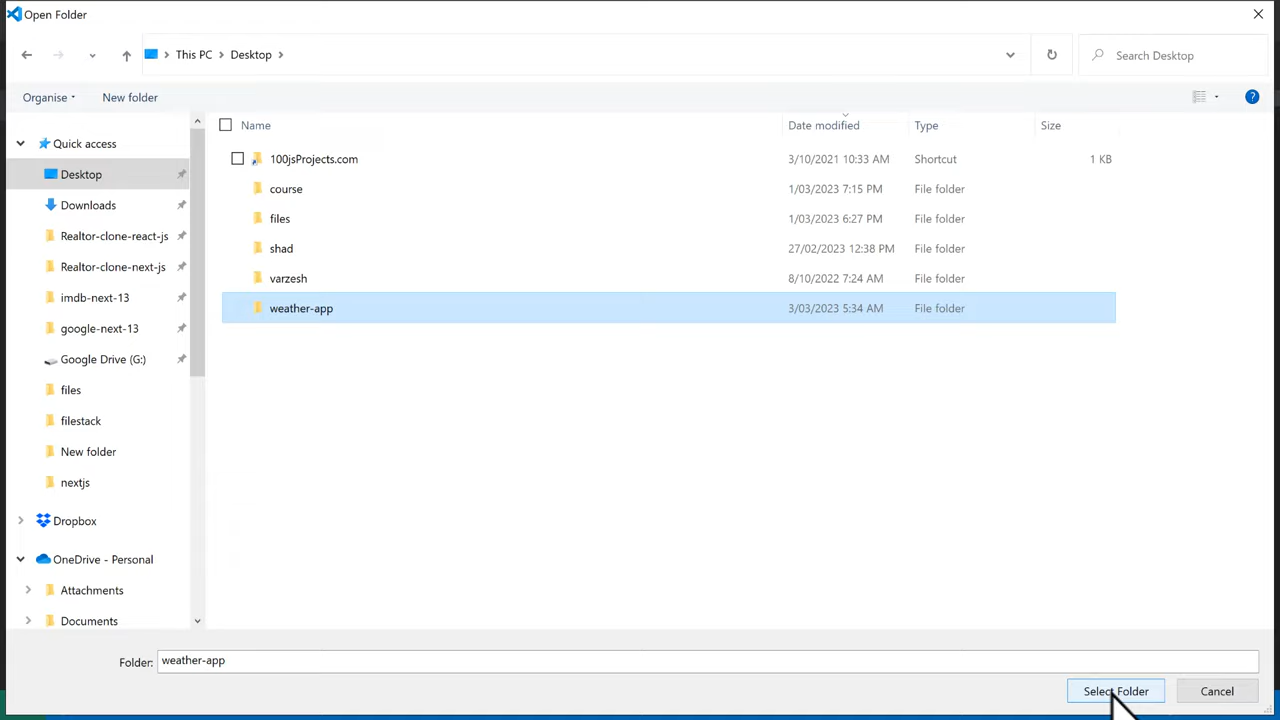 Open Folder
This PC Desktop
Search Desktop
Organise New folder
Name Date modified Type Size
100jsProjects.com 3/10/2021 10:33 AM Shortcut 1 KB
course 1/03/2023 7:15 PM File folder
files 1/03/2023 6:27 PM File folder
shad 27/02/2023 12:38 PM File folder
varzesh 8/10/2022 7:24 AM File folder
weather-app 3/03/2023 5:34 AM File folder
Quick access
Desktop
Downloads
Realtor-clone-react-js
Realtor-clone-next-js
imdb-next-13
google-next-13
Google Drive (G:)
files
filestack
New folder
nextjs
Dropbox
OneDrive - Personal
Attachments
Documents
Folder: weather-app
Select Folder Cancel